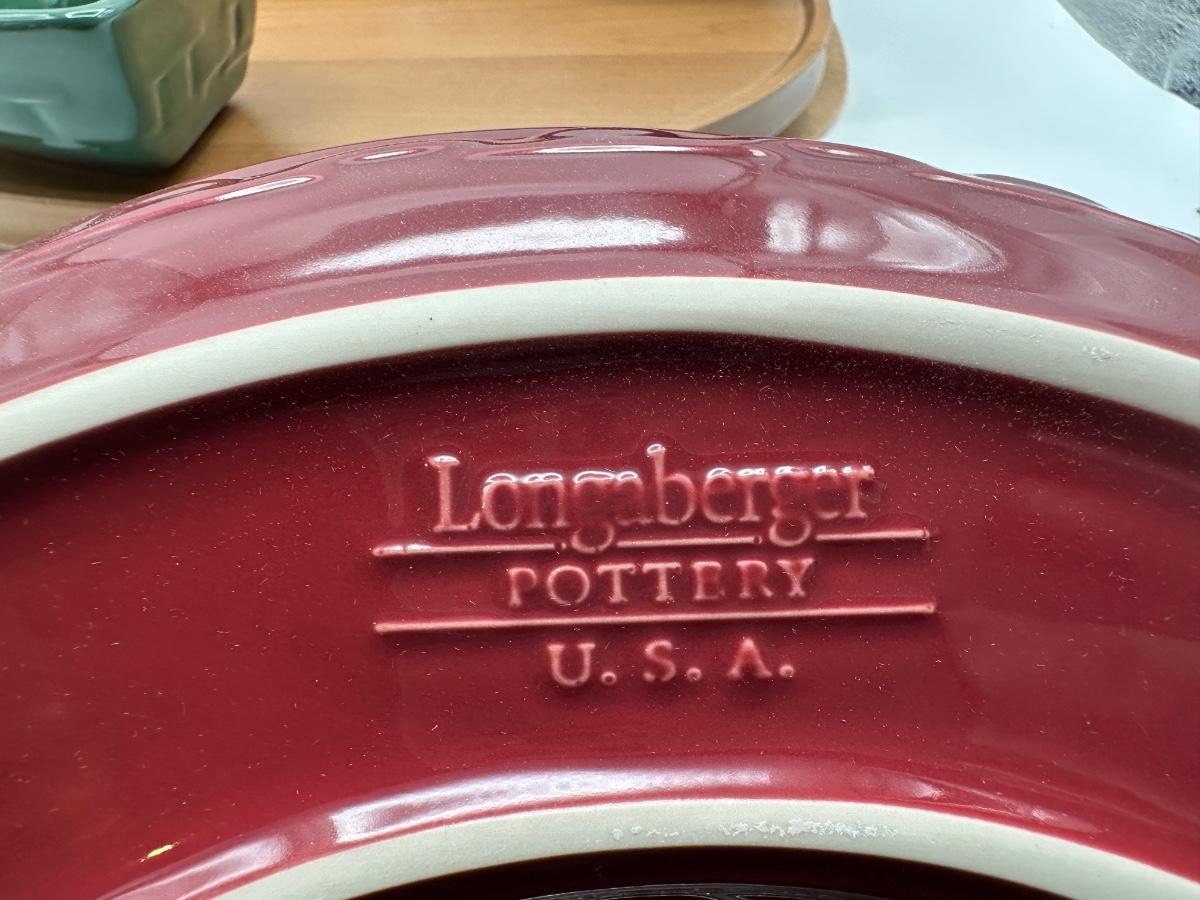 Longaberger
POTTERY
U. S. A.